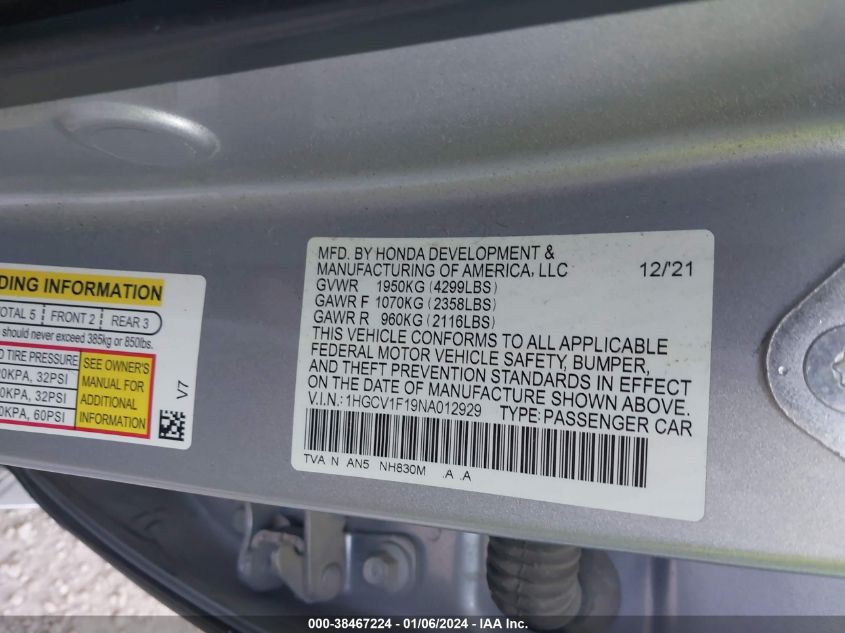 DING INFORMATION
OTAL 5 FRONT 2 REAR 3
should never exceed 385kg or 850lbs.
TIRE PRESSURE
0KPA, 32PSI
0KPA, 32PSI
0KPA, 60PSI
SEE OWNER'S
MANUAL FOR
ADDITIONAL
INFORMATION
V7
MFD. BY HONDA DEVELOPMENT &
MANUFACTURING OF AMERICA, LLC 12/'21
GVWR 1950KG (4299LBS)
GAWR F 1070KG (2358LBS)
GAWR R 960KG (2116LBS)
THIS VEHICLE CONFORMS TO ALL APPLICABLE
FEDERAL MOTOR VEHICLE SAFETY, BUMPER,
AND THEFT PREVENTION STANDARDS IN EFFECT
ON THE DATE OF MANUFACTURE SHOWN ABOVE.
V.I.N.:1HGCV1F19NA012929 TYPE:PASSENGER CAR
TVA N AN5 NH830M .A .A
000-38467224 - 01/06/2024 - IAA Inc.